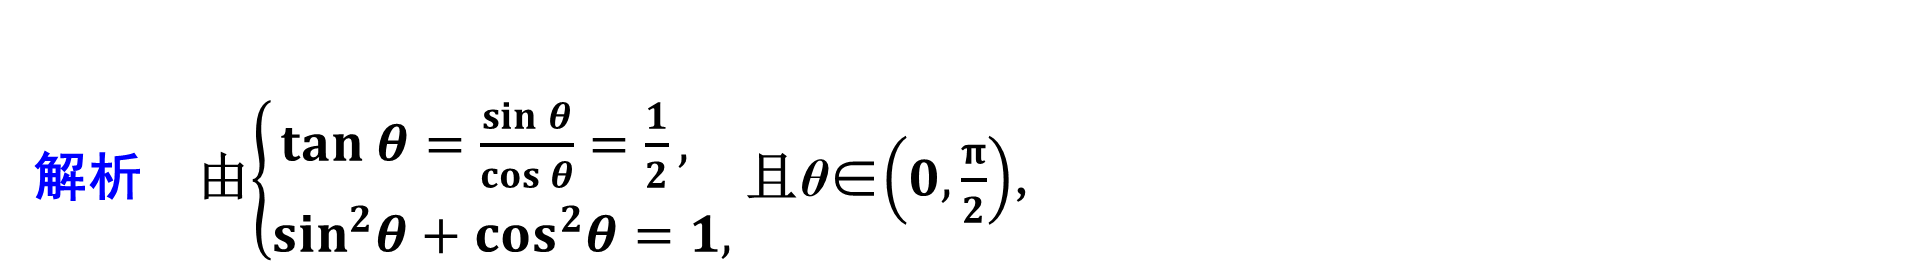 解析 由{tan θ = sin θ/cos θ = 1/2, sin²θ + cos²θ = 1, 且θ∈(0, π/2),